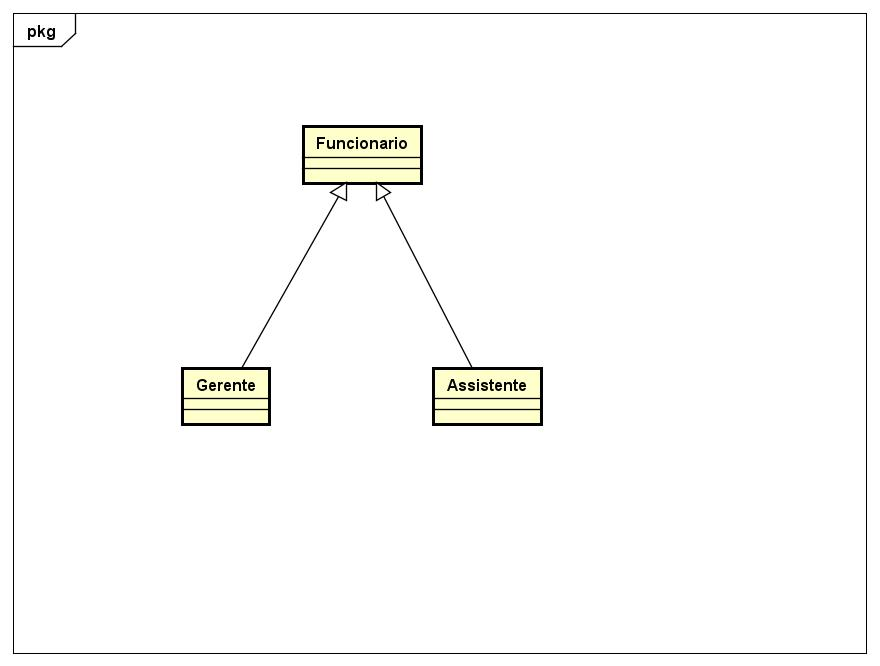 pkg
Funcionario
Gerente
Assistente